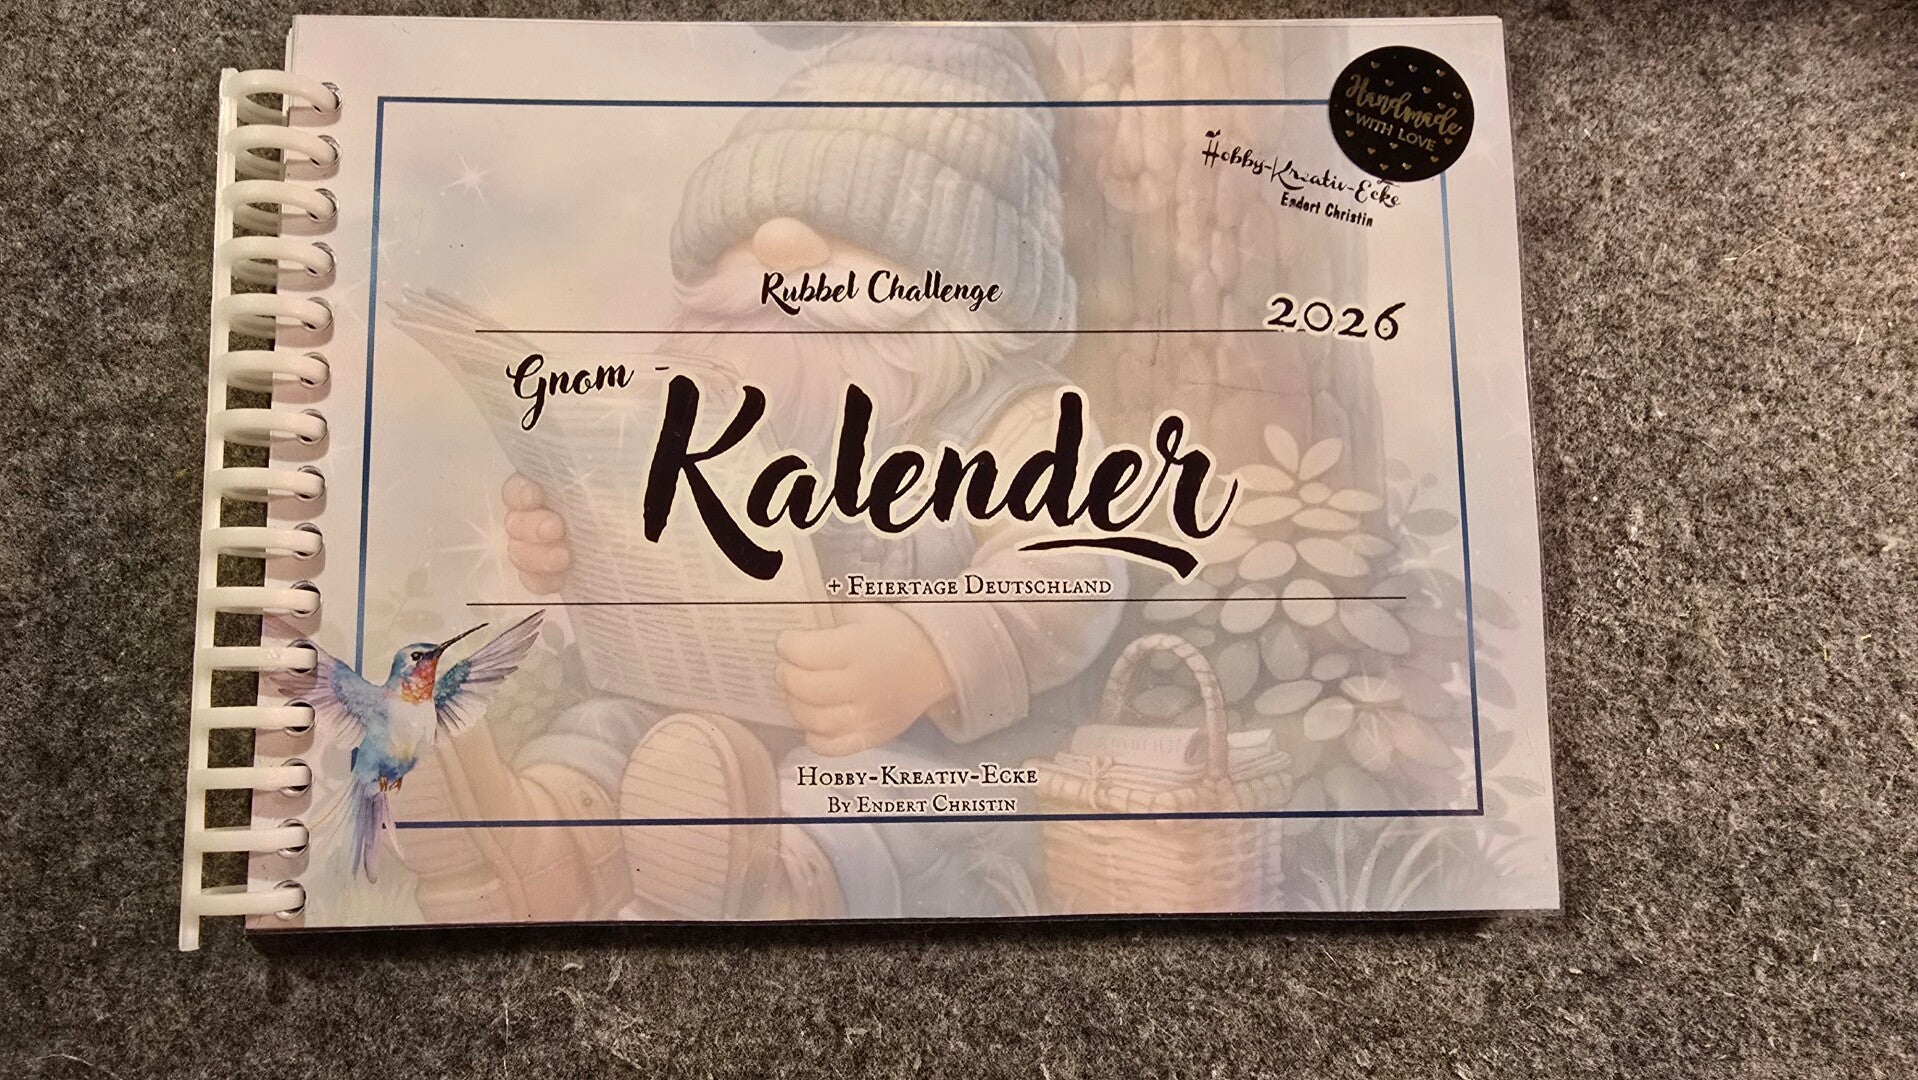 Handmade
WITH LOVE
Hobby-Kreativ-Ecke
Endert Christin
Rubbel Challenge
2026
Gnom -
Kalender
+ FEIERTAGE DEUTSCHLAND
HOBBY-KREATIV-ECKE
BY ENDERT CHRISTIN